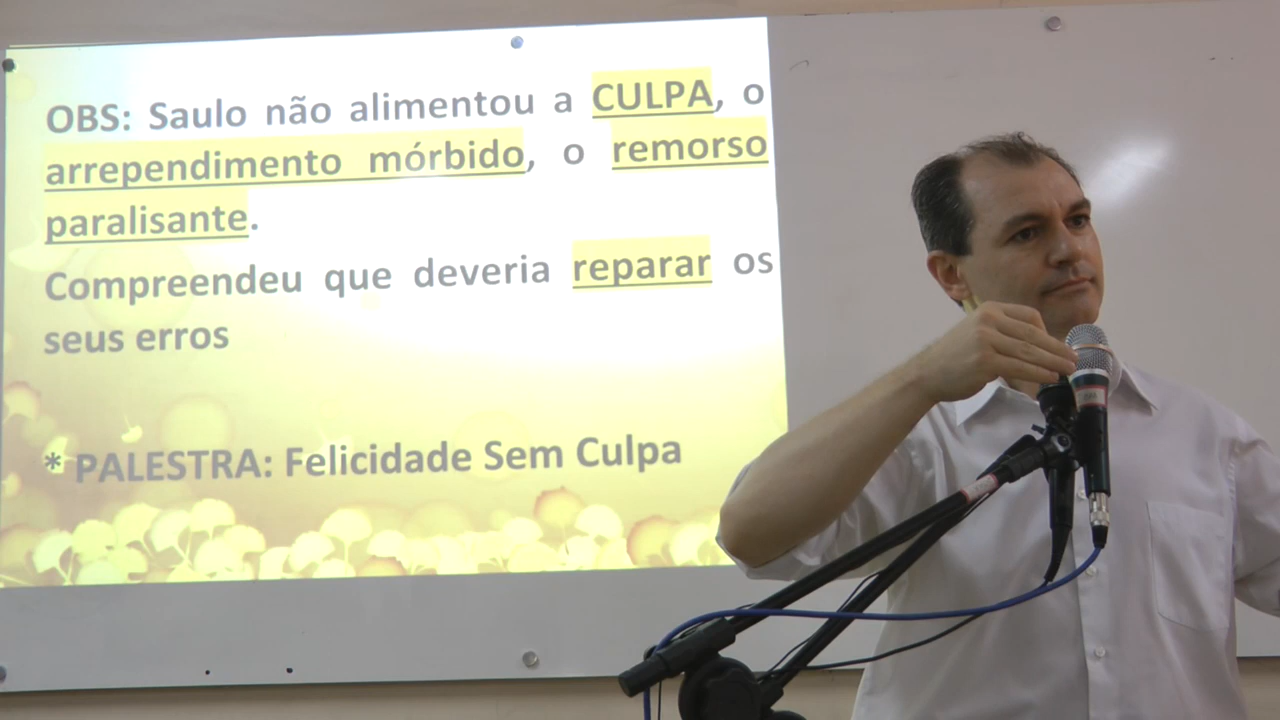 OBS: Saulo não alimentou a CULPA, o
arrependimento mórbido, o remorso
paralisante.
Compreendeu que deveria reparar os
seus erros
* PALESTRA: Felicidade Sem Culpa